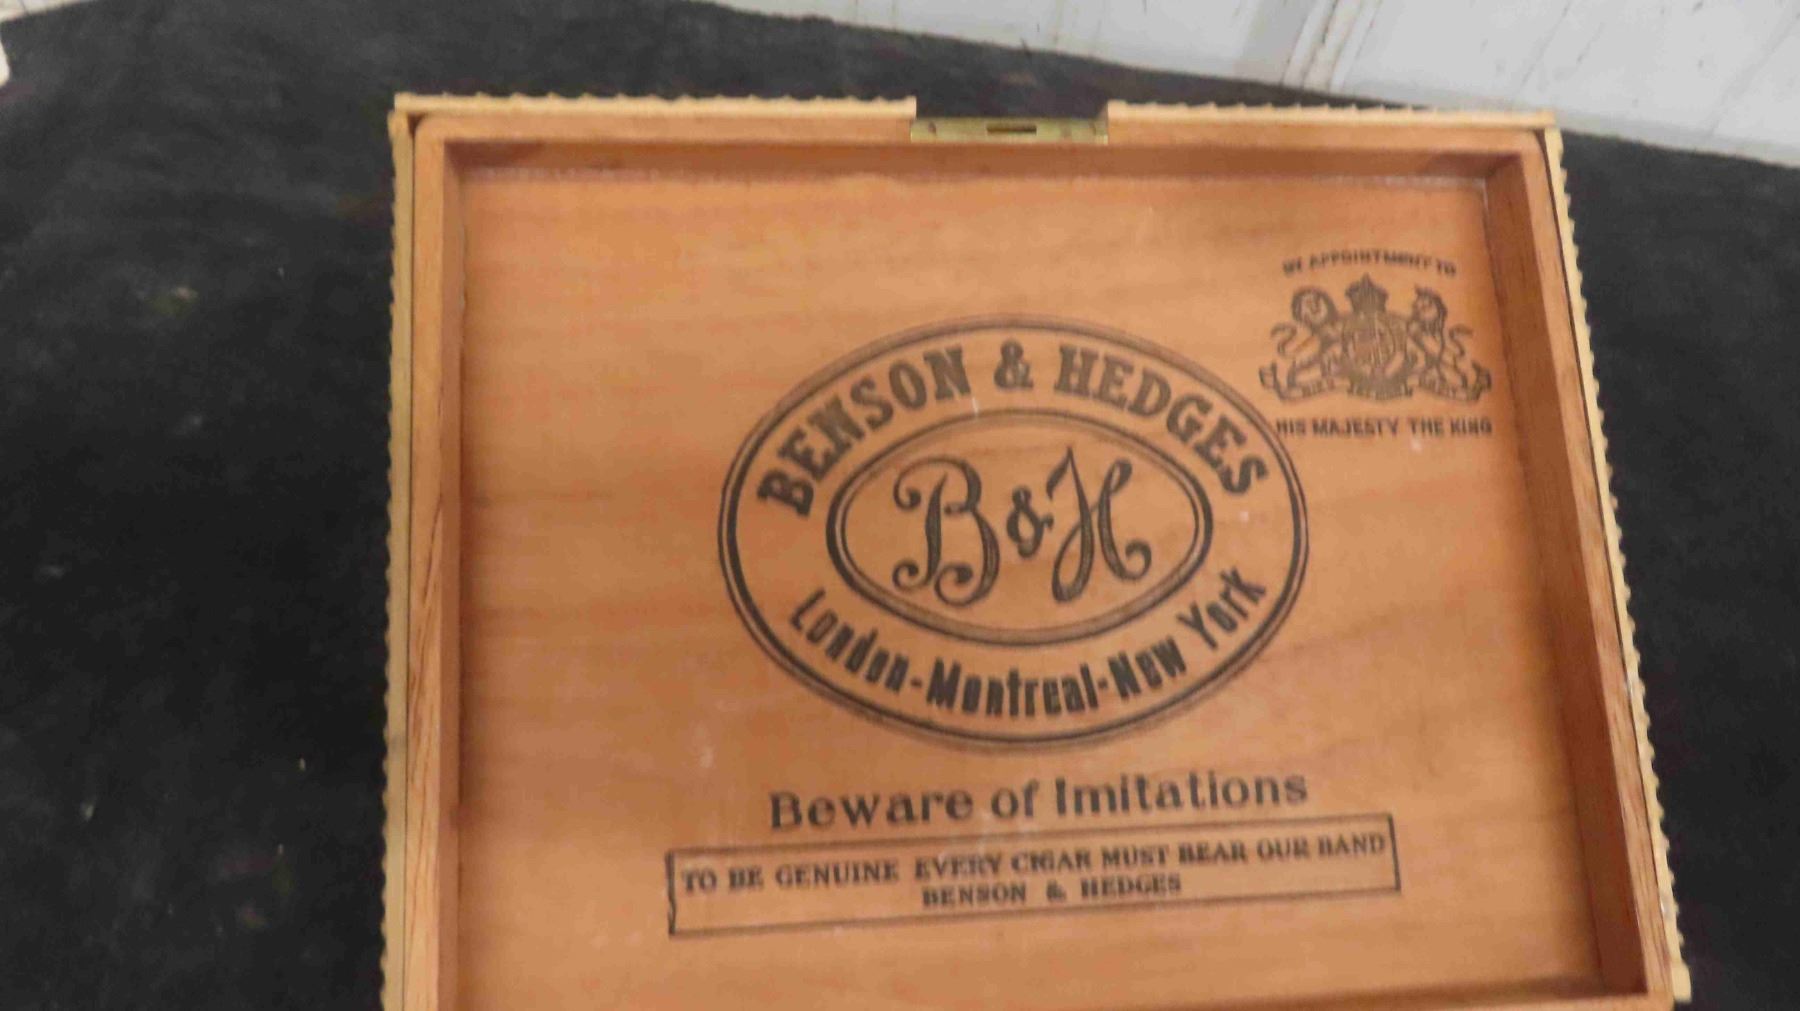 BY APPOINTMENT TO
HIS MAJESTY THE KING
BENSON & HEDGES
B&H
London-Montreal-New York
Beware of Imitations
TO BE GENUINE EVERY CIGAR MUST BEAR OUR BAND
BENSON & HEDGES